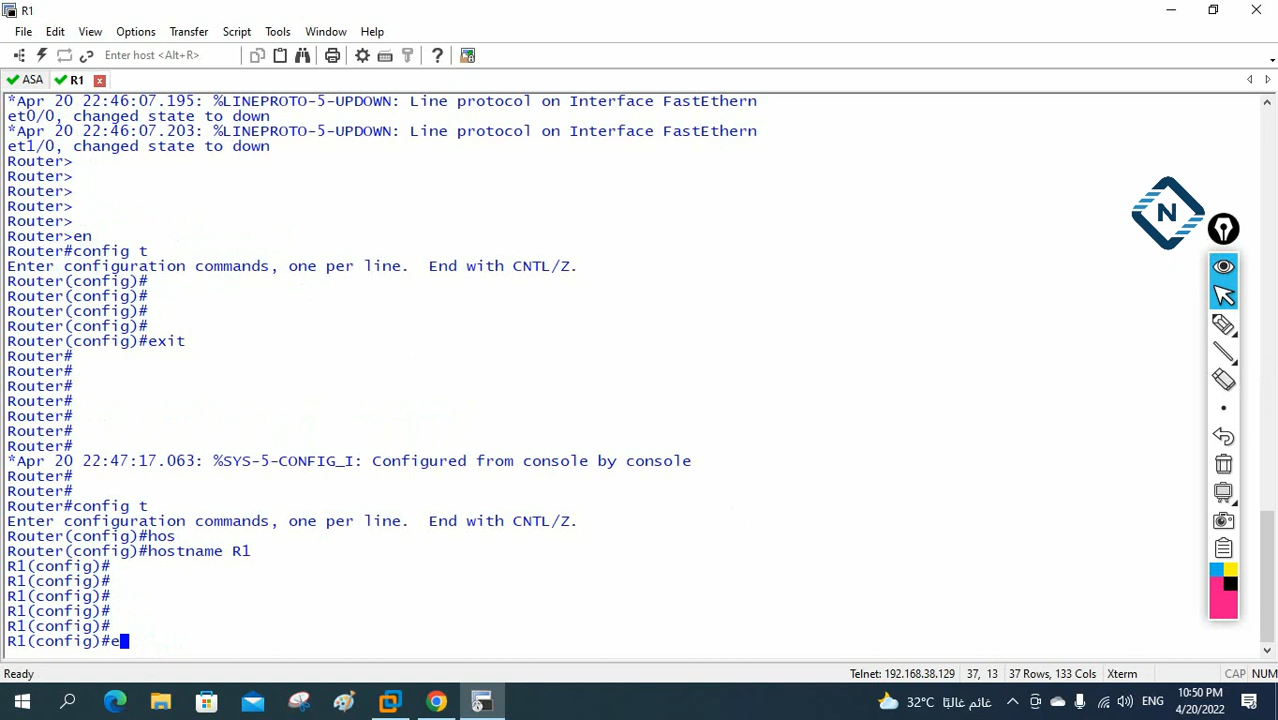 R1
File Edit View Options Transfer Script Tools Window Help
Enter host <Alt+R>
ASA R1
*Apr 20 22:46:07.195: %LINEPROTO-5-UPDOWN: Line protocol on Interface FastEthern
et0/0, changed state to down
*Apr 20 22:46:07.203: %LINEPROTO-5-UPDOWN: Line protocol on Interface FastEthern
et1/0, changed state to down
Router>
Router>
Router>
Router>
Router>
Router>en
Router#config t
Enter configuration commands, one per line.  End with CNTL/Z.
Router(config)#
Router(config)#
Router(config)#
Router(config)#
Router(config)#exit
Router#
Router#
Router#
Router#
Router#
Router#
Router#
*Apr 20 22:47:17.063: %SYS-5-CONFIG_I: Configured from console by console
Router#
Router#
Router#config t
Enter configuration commands, one per line.  End with CNTL/Z.
Router(config)#hos
Router(config)#hostname R1
R1(config)#
R1(config)#
R1(config)#
R1(config)#
R1(config)#
R1(config)#e
N
Ready Telnet: 192.168.38.129 37, 13 37 Rows, 133 Cols Xterm CAP NUM
32°C غائم غالبًا ENG 10:50 PM
4/20/2022